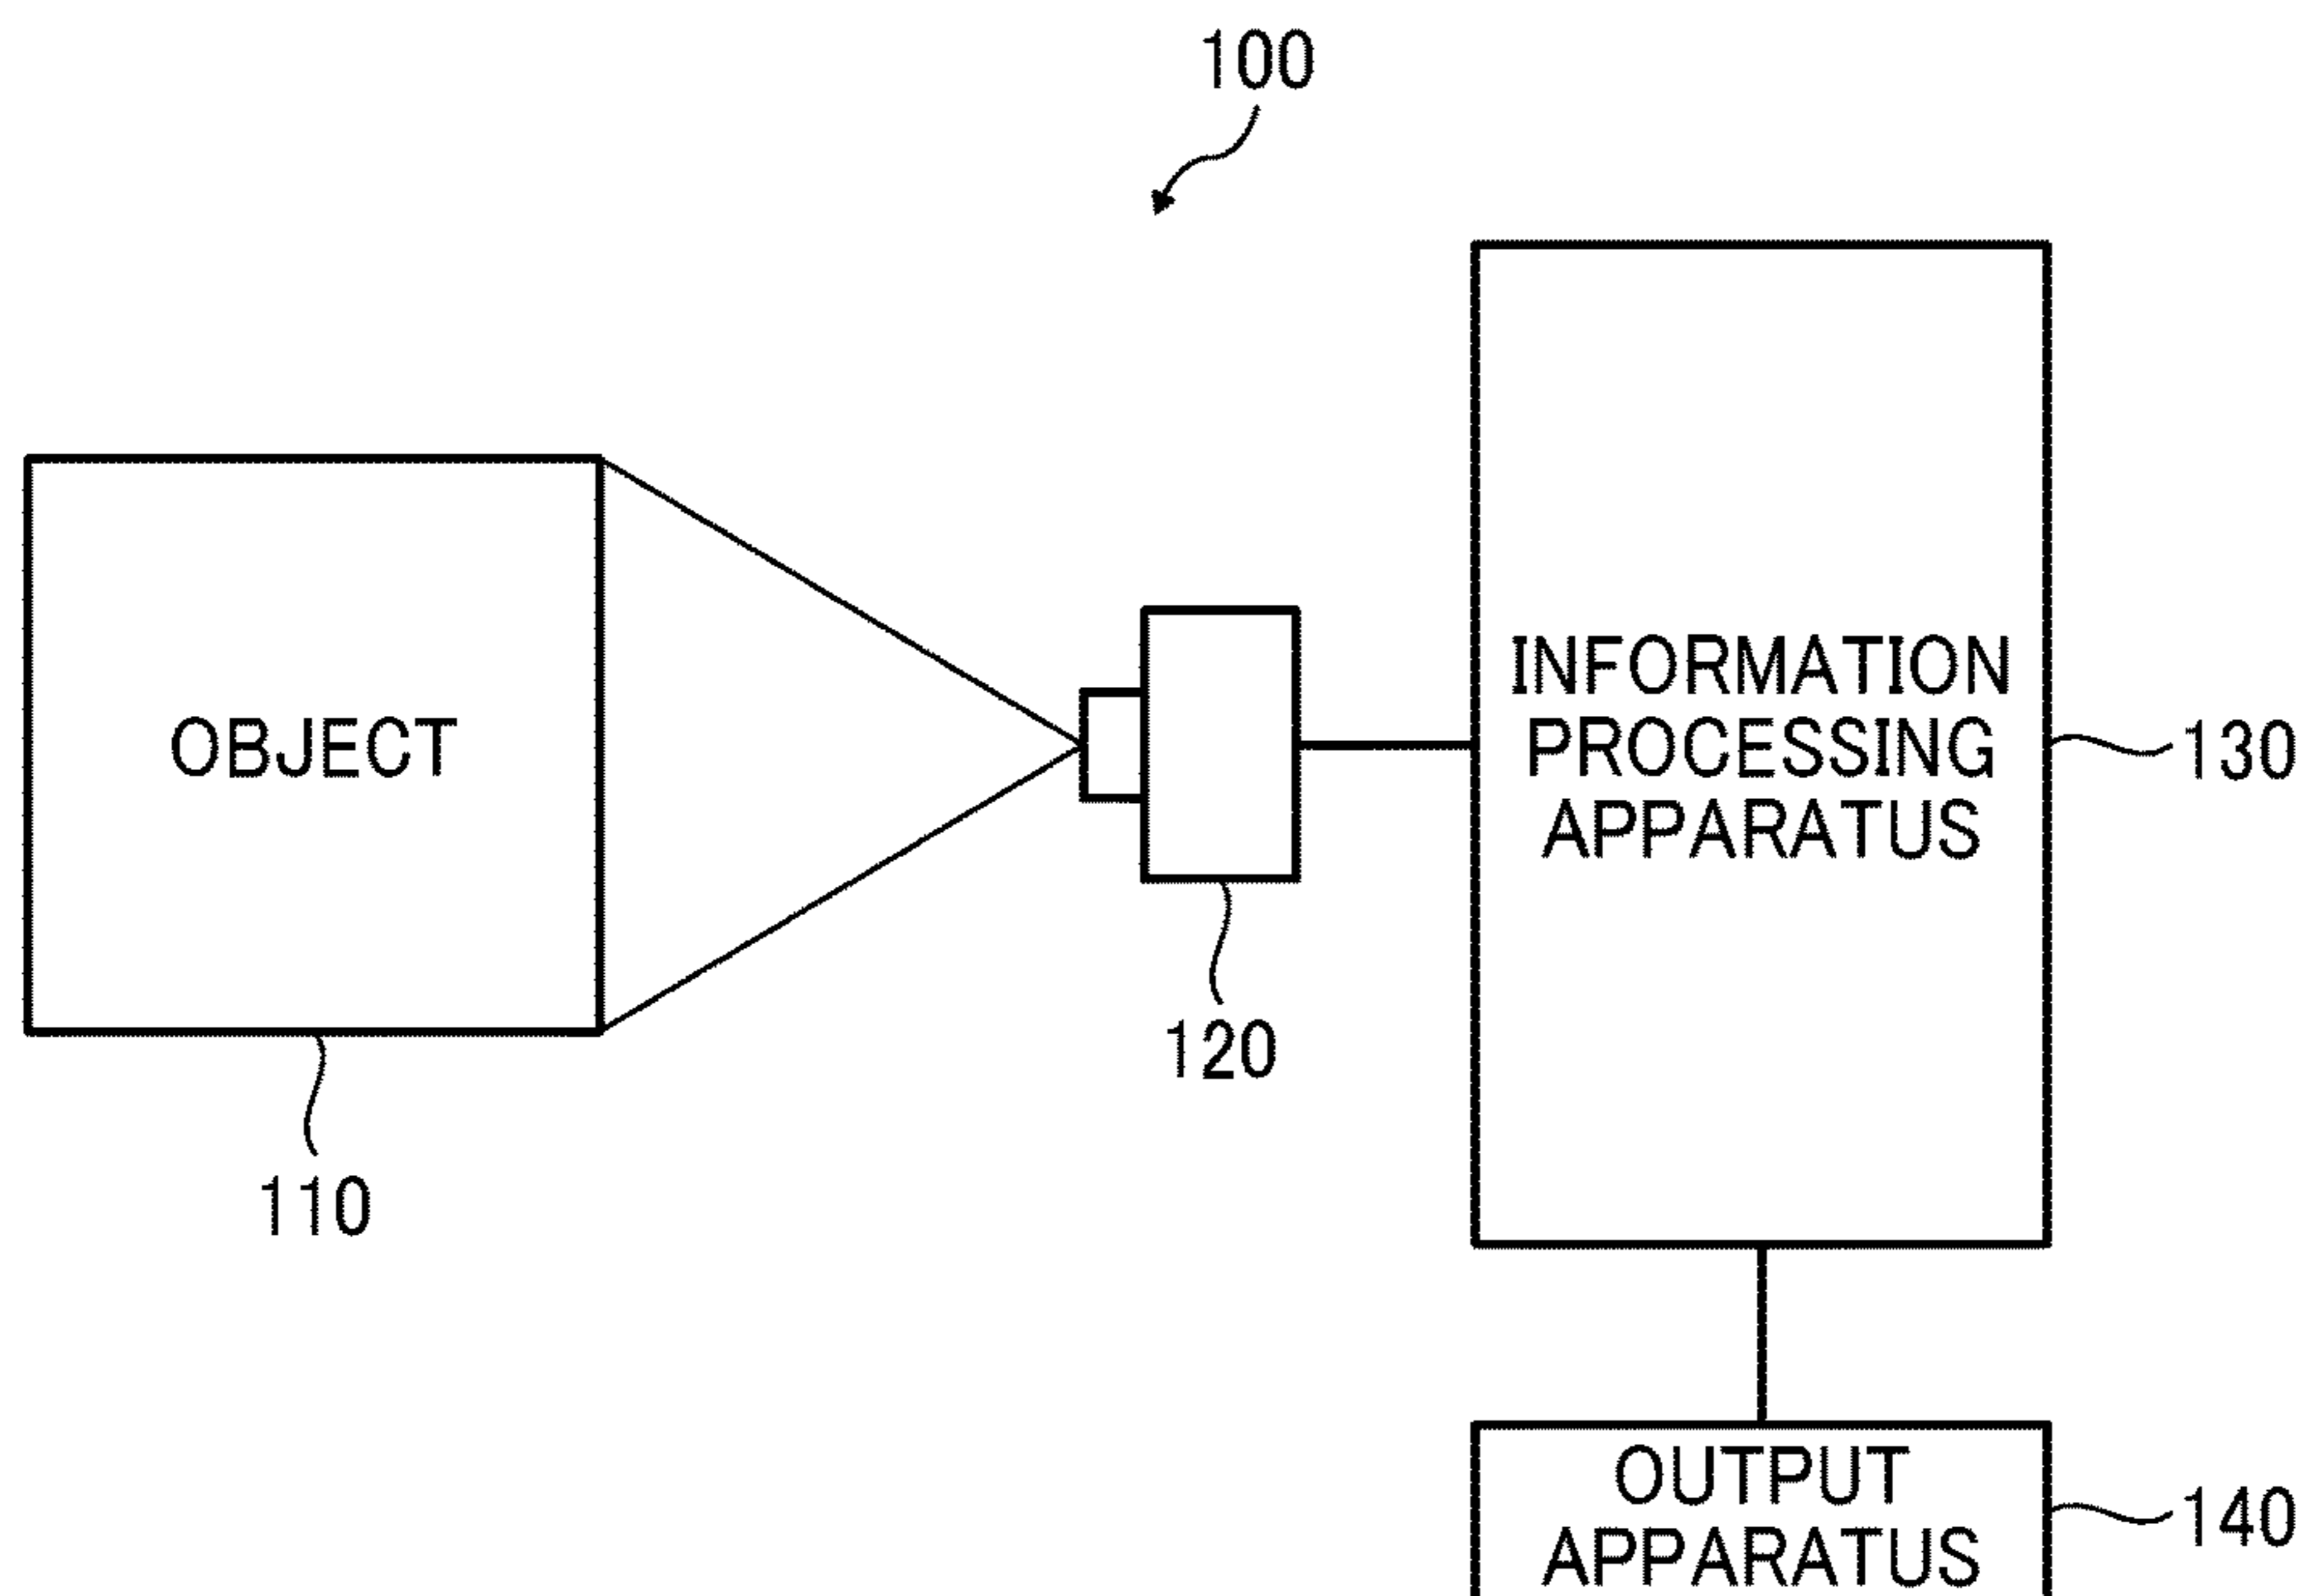 100
OBJECT
INFORMATION
PROCESSING
APPARATUS
130
120
110
OUTPUT
APPARATUS
140